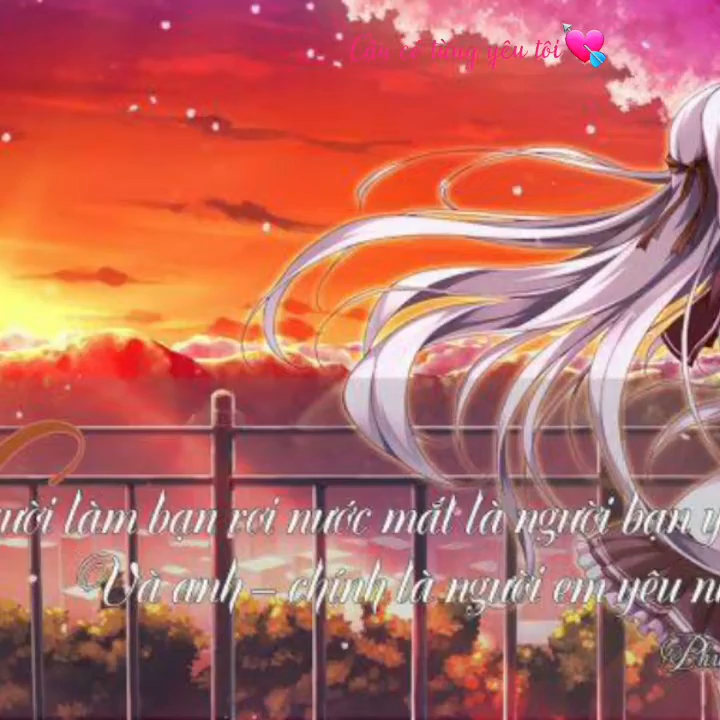 Cậu có từng yêu tôi💘
ười làm bạn rơi nước mắt là người bạn y
Và anh – chính là người em yêu n